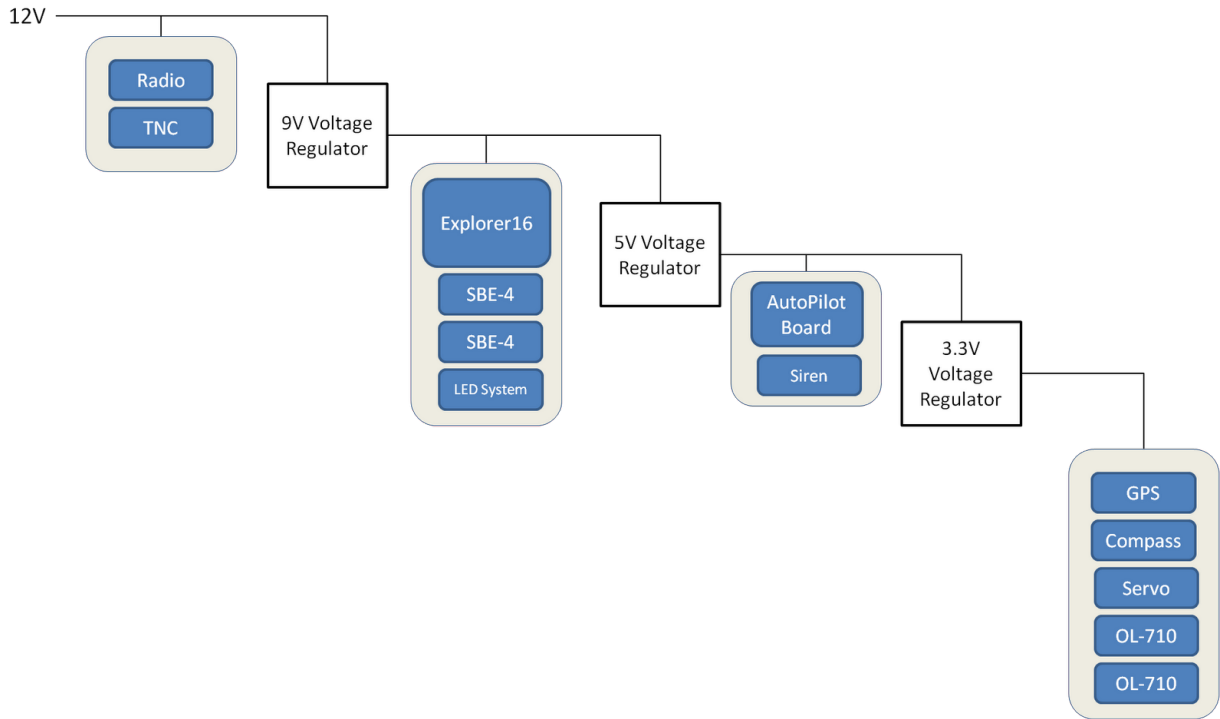 12V
Radio
TNC
9V Voltage
Regulator
Explorer16
SBE-4
SBE-4
LED System
5V Voltage
Regulator
AutoPilot
Board
Siren
3.3V
Voltage
Regulator
GPS
Compass
Servo
OL-710
OL-710